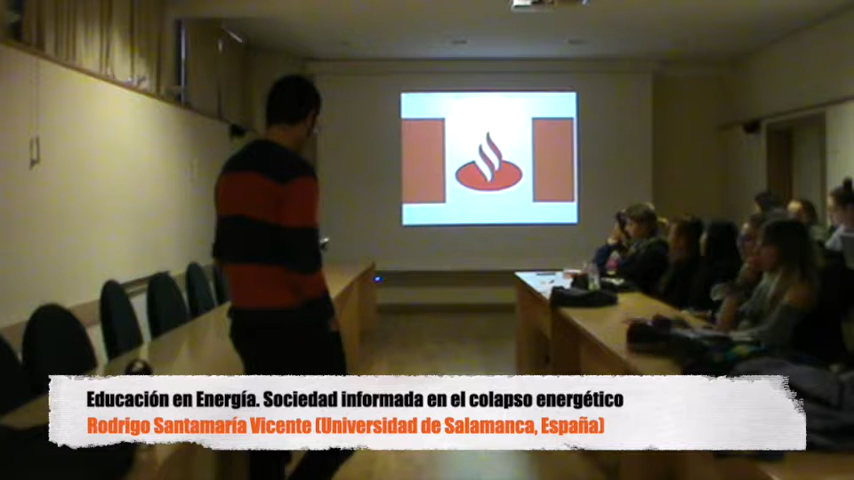 Educación en Energía. Sociedad informada en el colapso energético
Rodrigo Santamaría Vicente (Universidad de Salamanca, España)